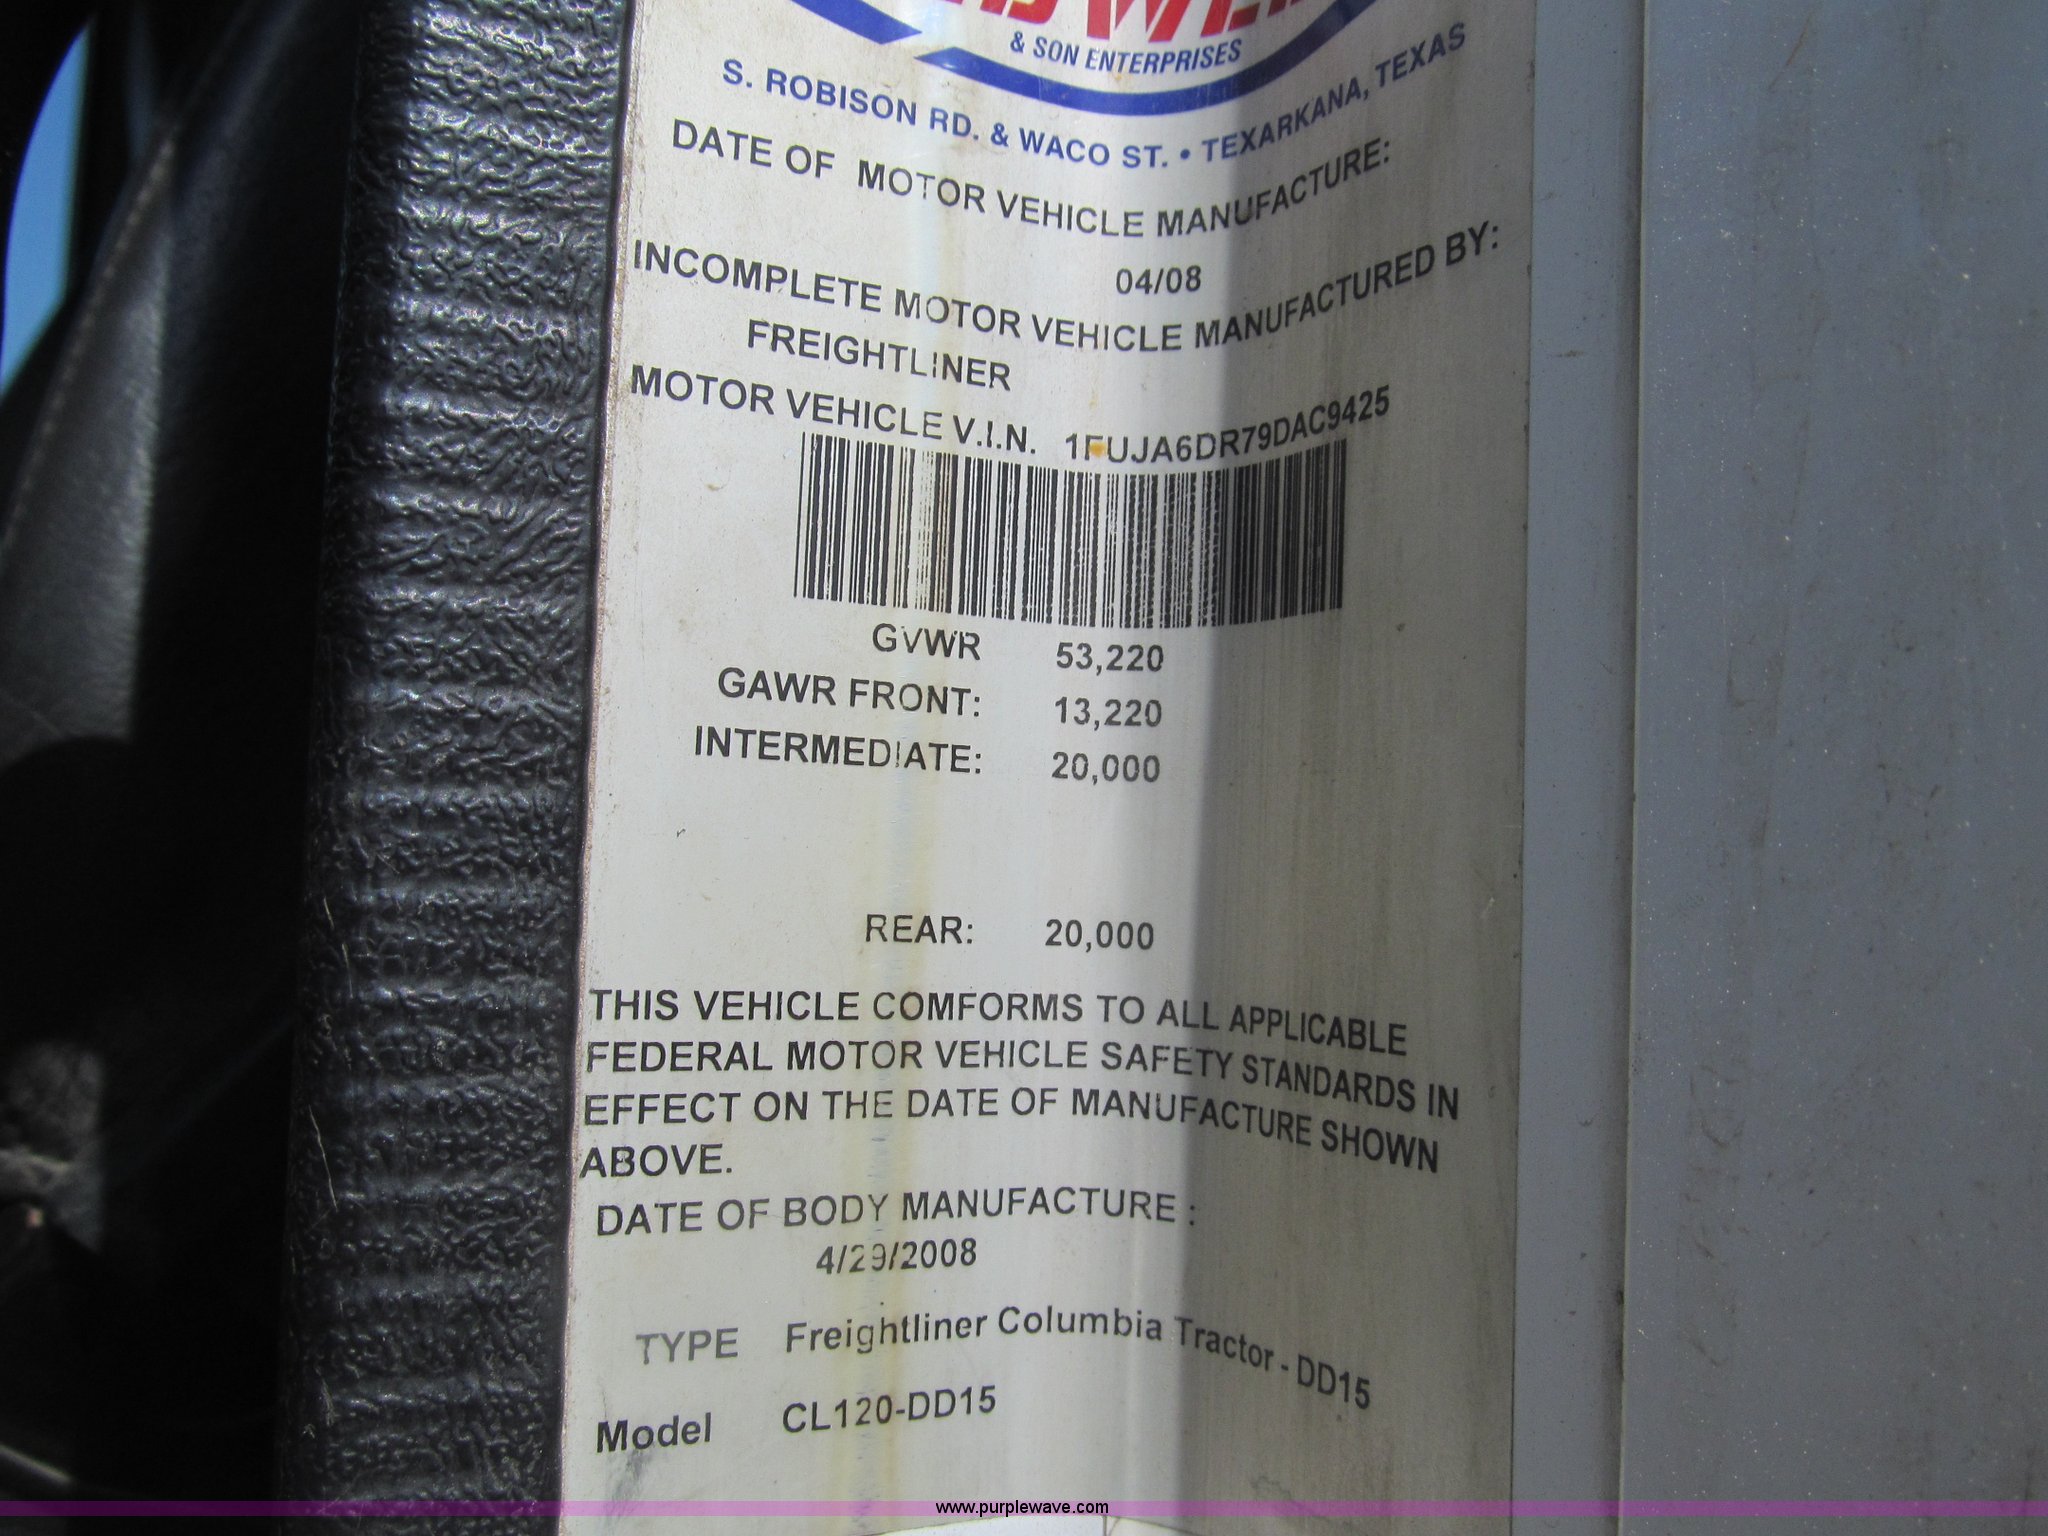 & SON ENTERPRISES
S. ROBISON RD. & WACO ST. • TEXARKANA, TEXAS
DATE OF MOTOR VEHICLE MANUFACTURE:
04/08
INCOMPLETE MOTOR VEHICLE MANUFACTURED BY:
FREIGHTLINER
MOTOR VEHICLE V.I.N. 1FUJA6DR79DAC9425
GVWR 53,220
GAWR FRONT: 13,220
INTERMEDIATE: 20,000
REAR: 20,000
THIS VEHICLE COMFORMS TO ALL APPLICABLE
FEDERAL MOTOR VEHICLE SAFETY STANDARDS IN
EFFECT ON THE DATE OF MANUFACTURE SHOWN
ABOVE.
DATE OF BODY MANUFACTURE :
4/29/2008
TYPE Freightliner Columbia Tractor - DD15
Model CL120-DD15
www.purplewave.com